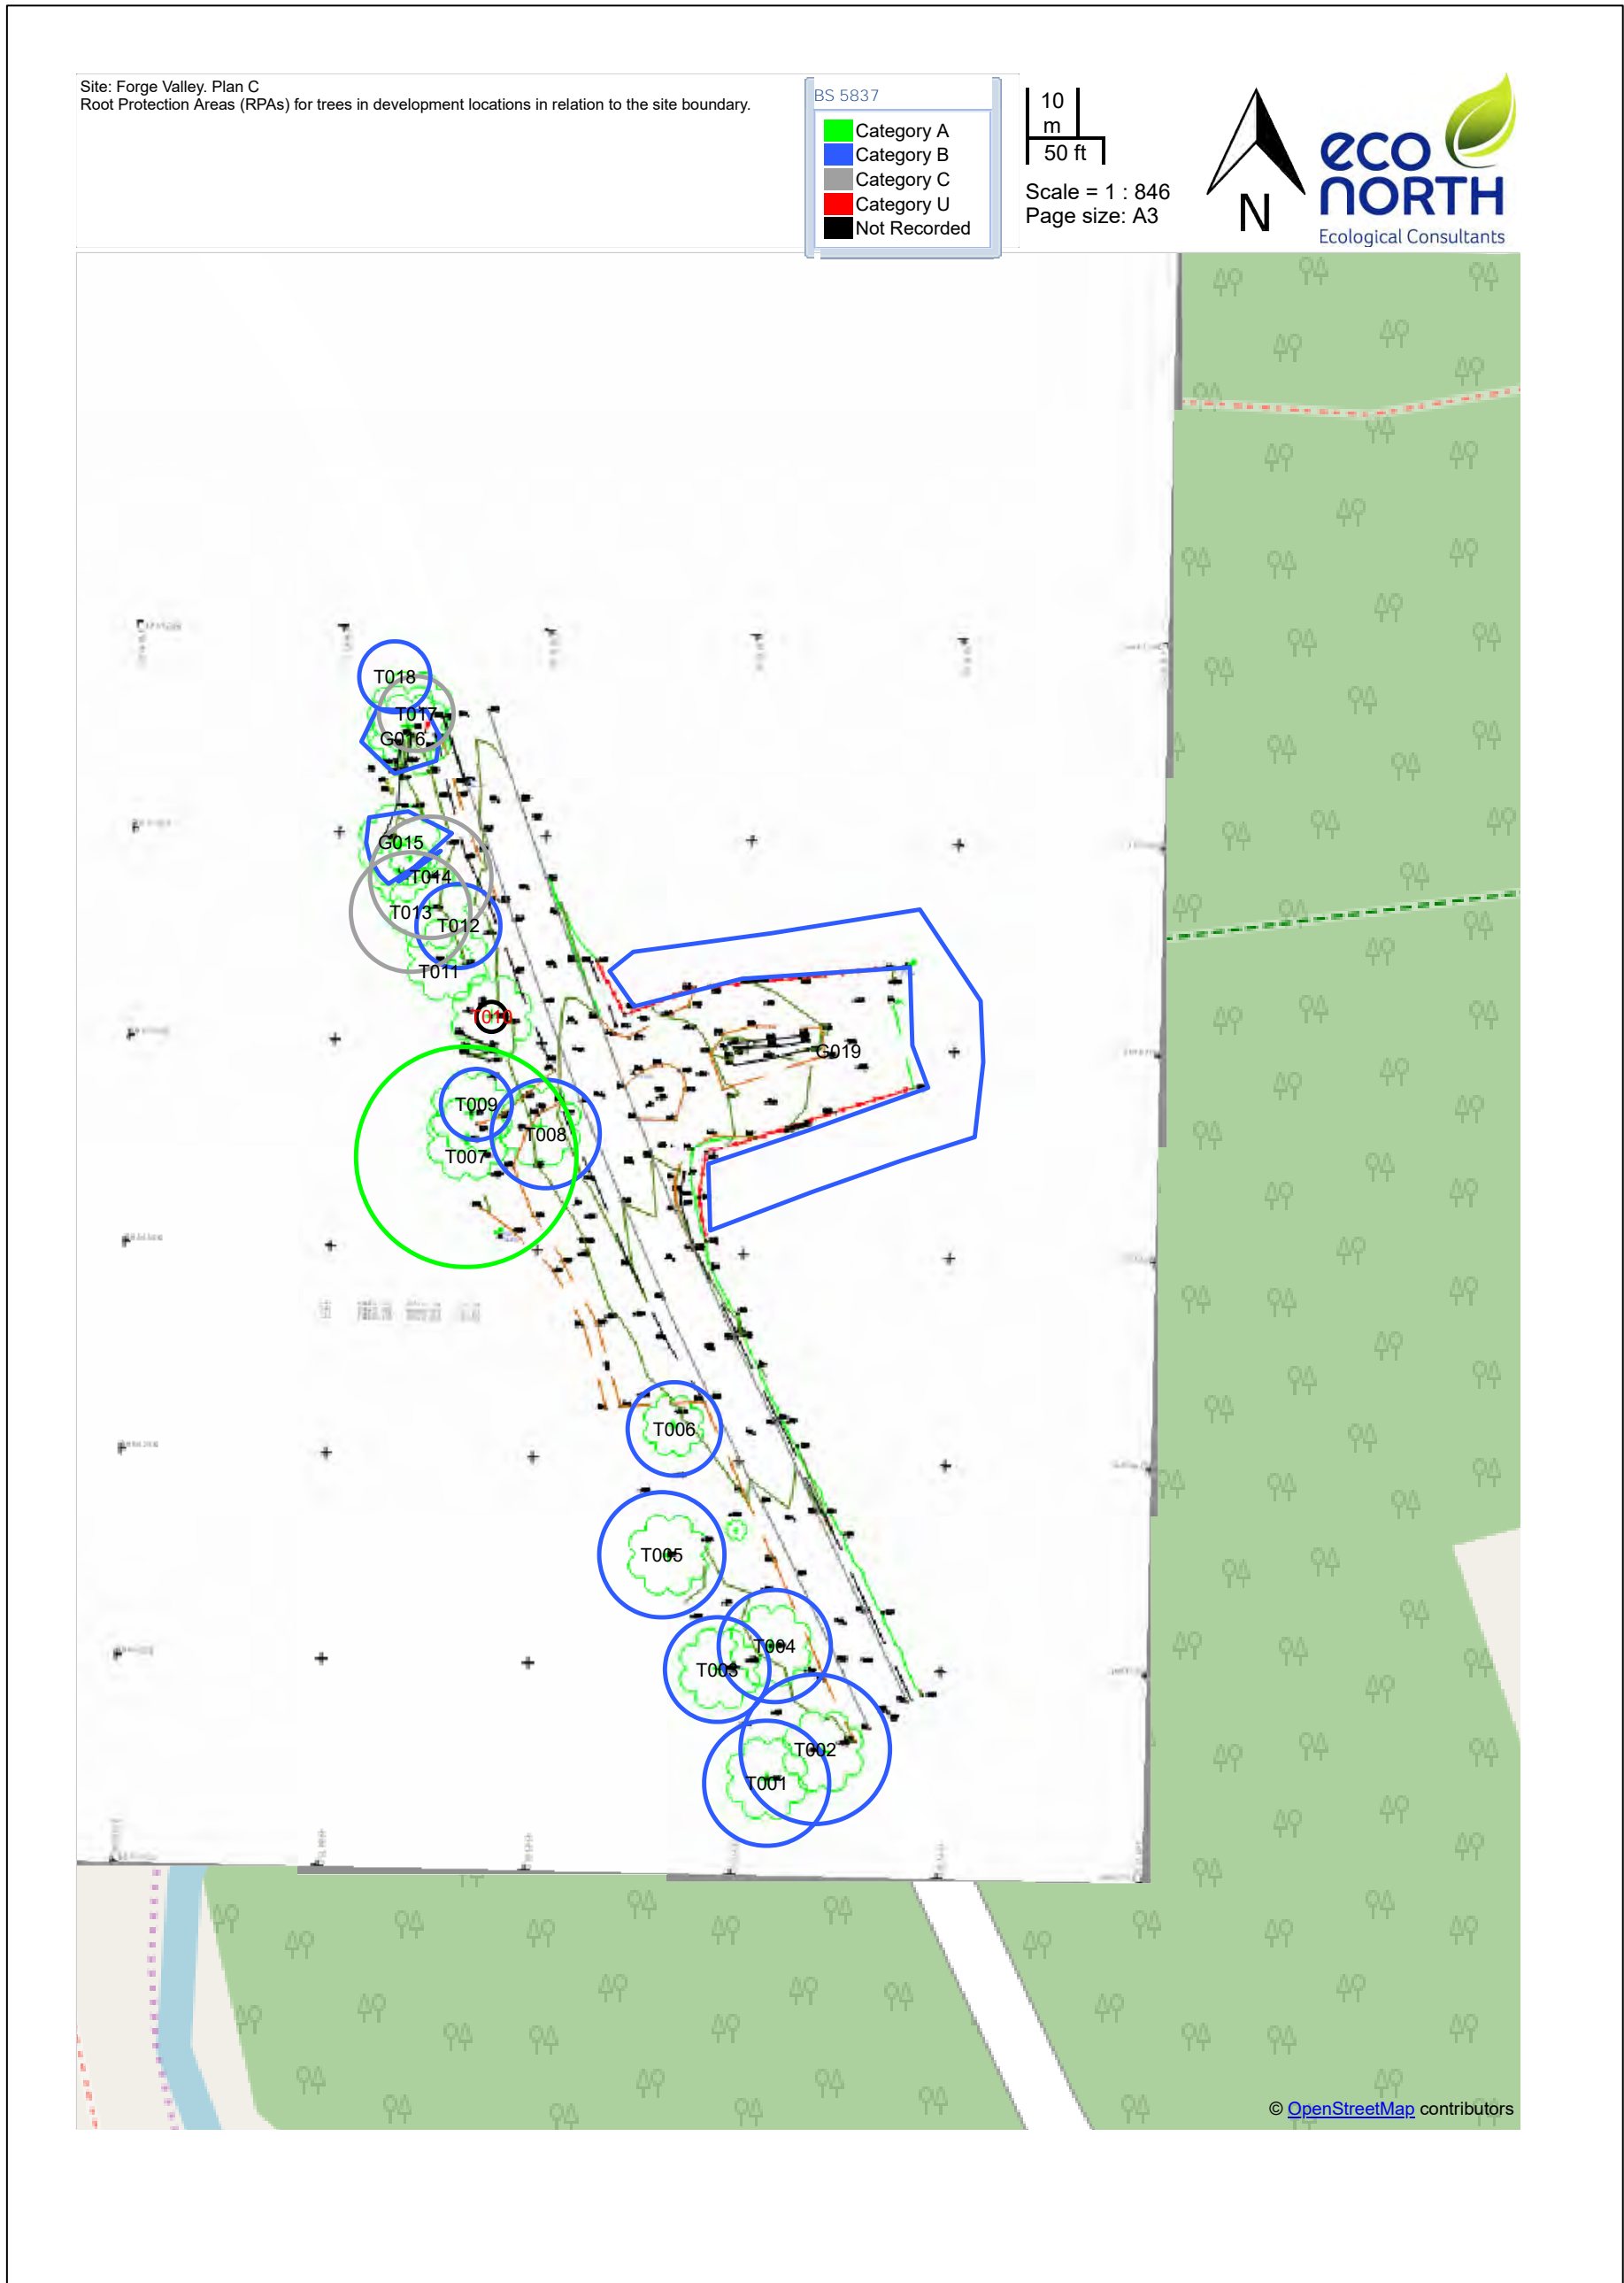 Site: Forge Valley. Plan C
Root Protection Areas (RPAs) for trees in development locations in relation to the site boundary.
BS 5837
Category A
Category B
Category C
Category U
Not Recorded
10
m
50 ft
Scale = 1 : 846
Page size: A3
N
eco
NORTH
Ecological Consultants
T018
T017
G016
G015
T014
T013
T012
T011
T010
G019
T009
T008
T007
T006
T005
T004
T003
T002
T001
© OpenStreetMap contributors